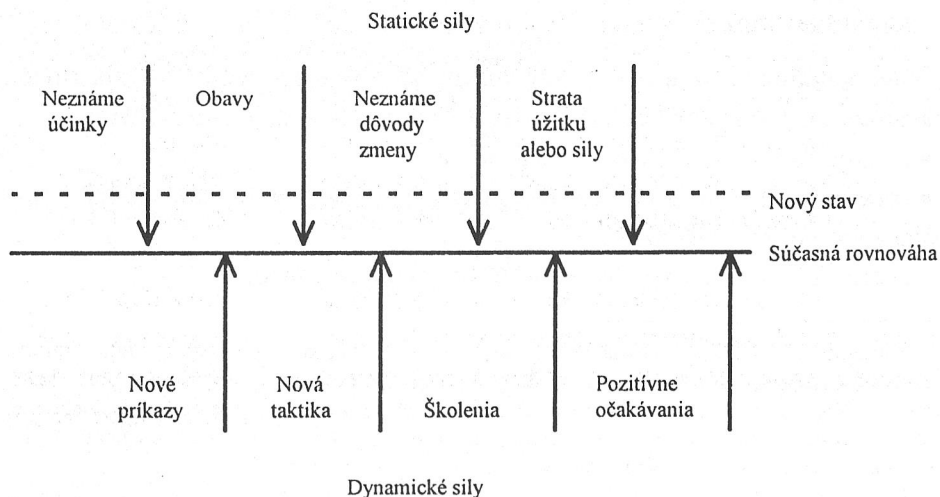 Statické sily
Neznáme
účinky
Obavy
Neznáme
dôvody
zmeny
Strata
úžitku
alebo sily
Nový stav
Súčasná rovnováha
Nové
príkazy
Nová
taktika
Školenia
Pozitívne
očakávania
Dynamické sily